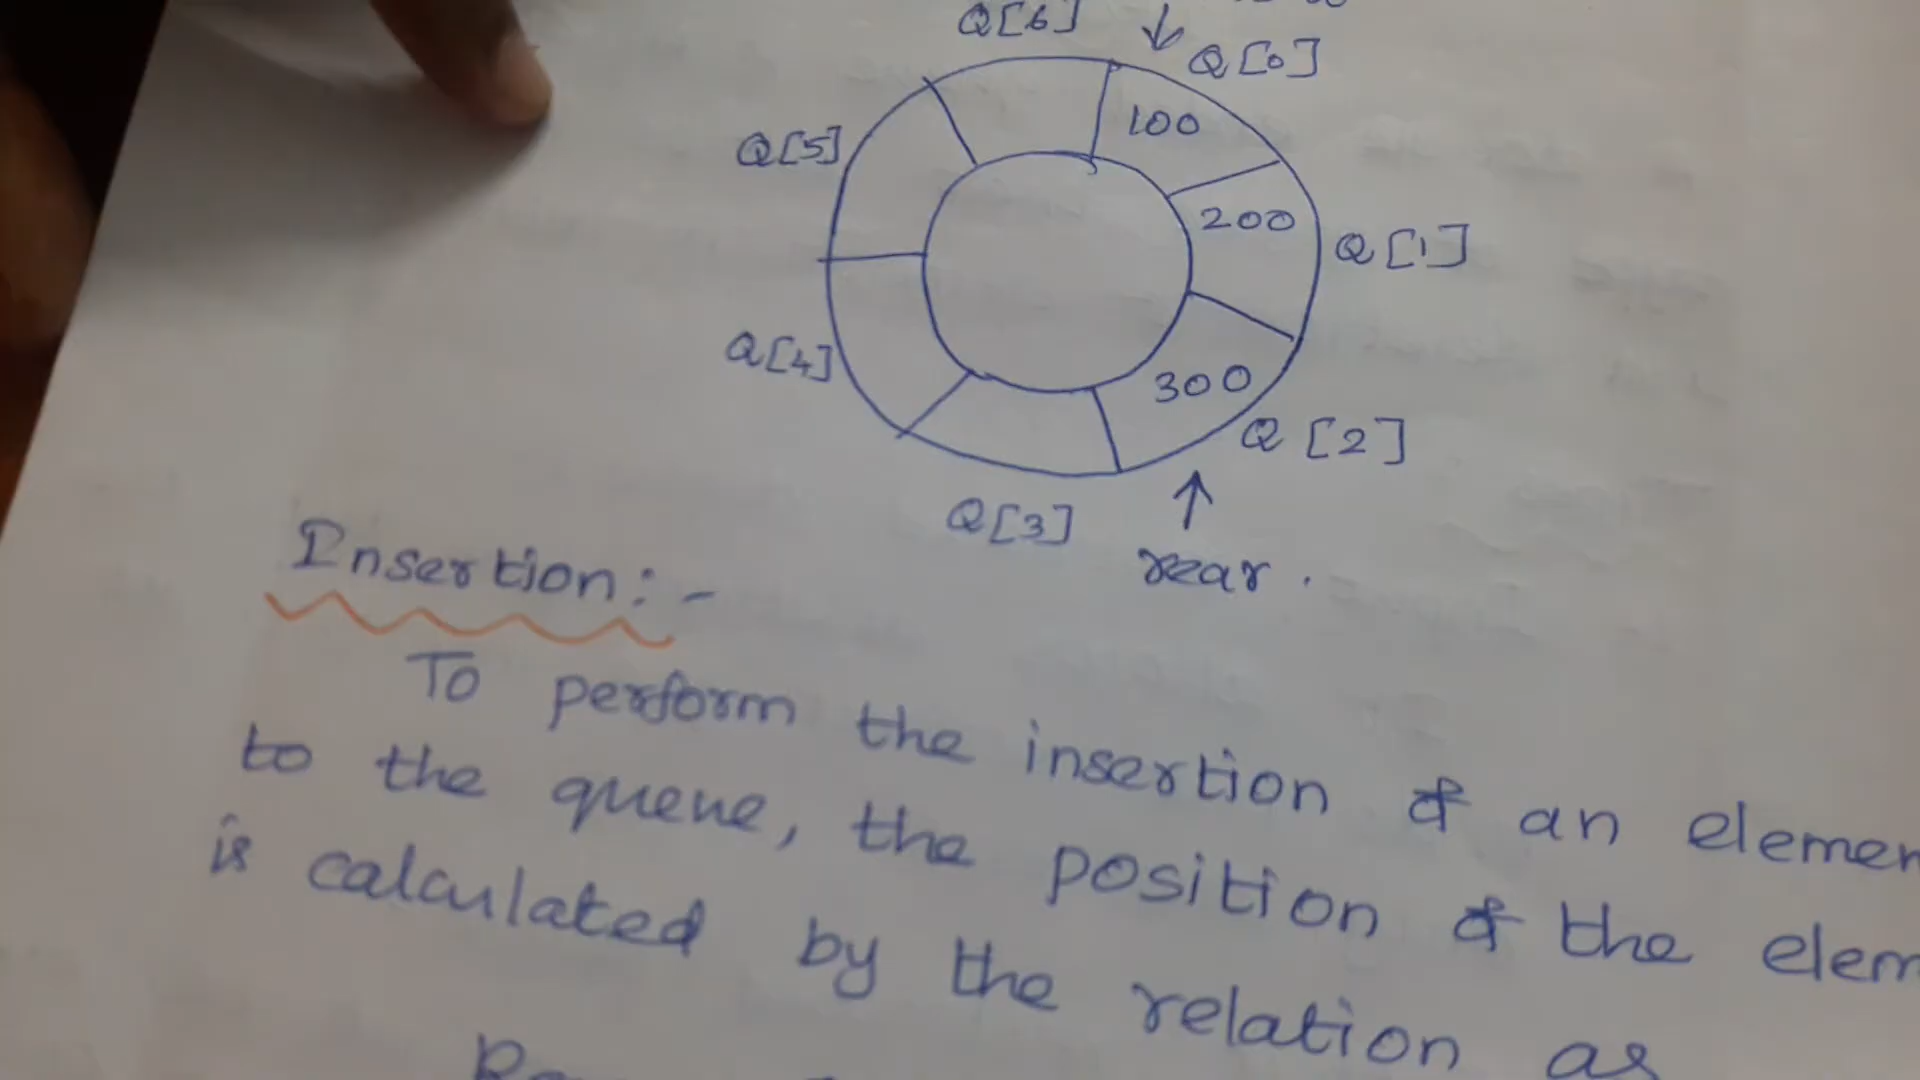 Q[6]
Q[0]
100
Q[5]
200
Q[1]
Q[4]
300
Q[2]
Q[3]
rear.
Insertion:-
To perform the insertion of an elemen
to the queue, the position of the elem
is calculated by the relation as